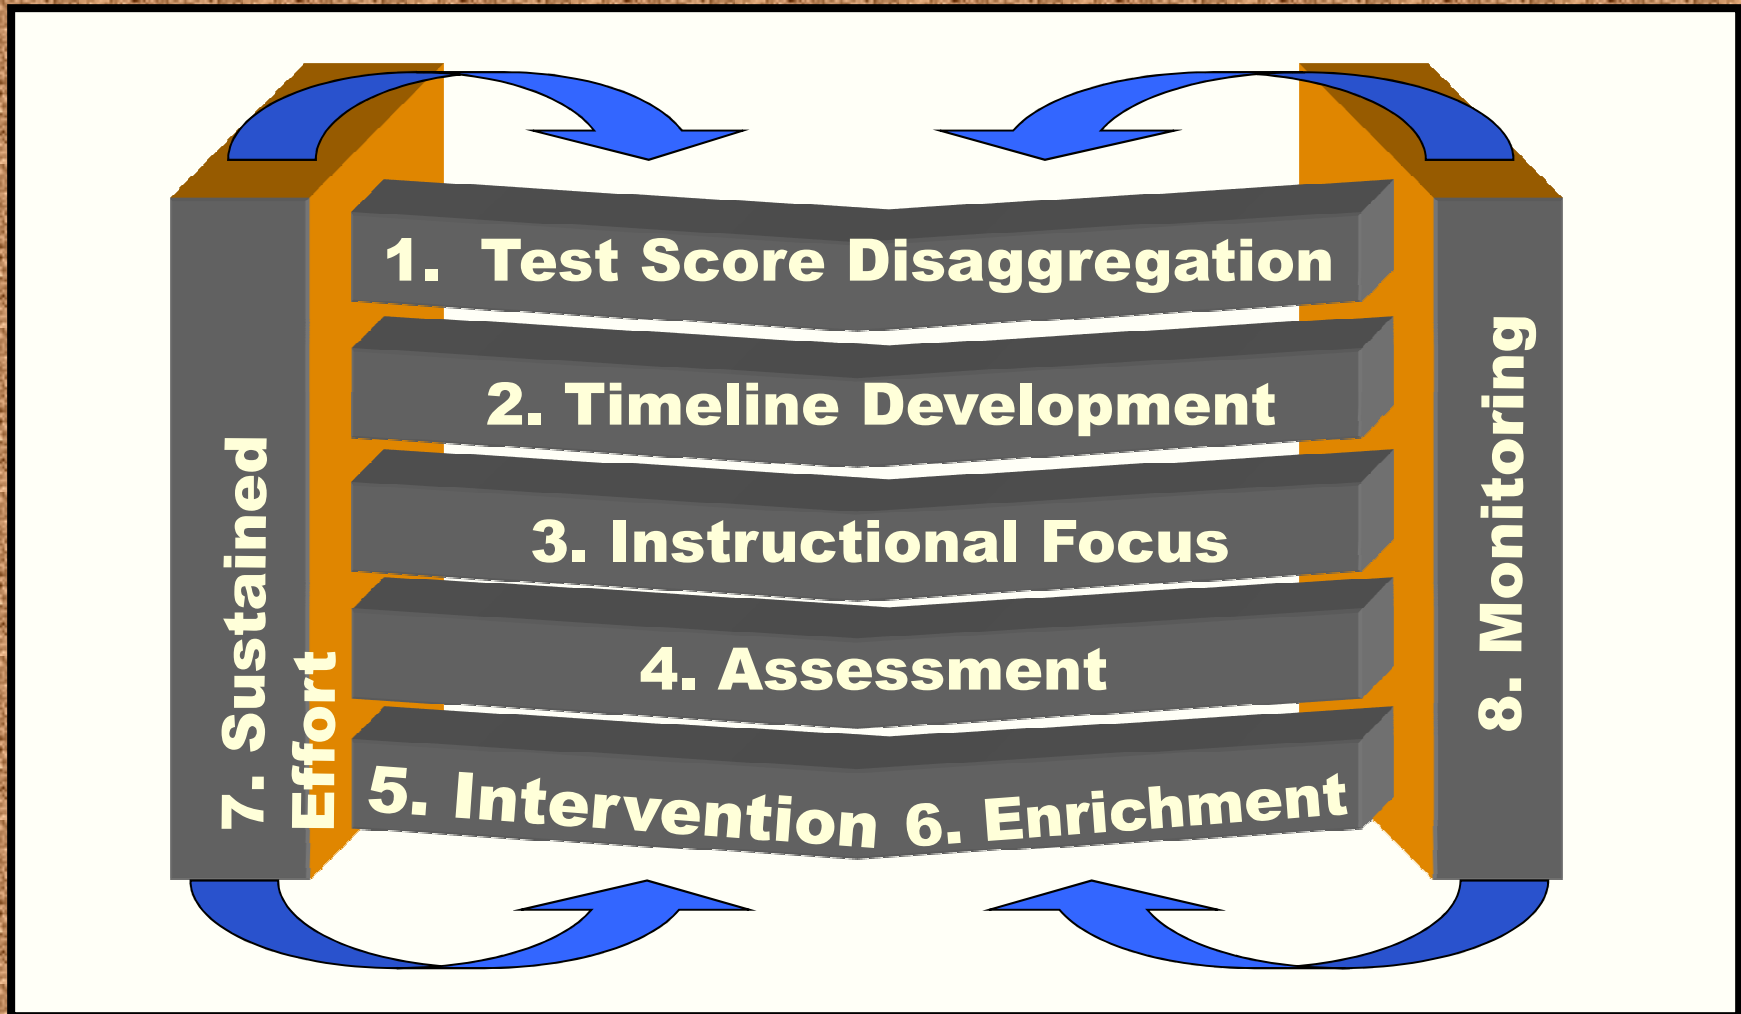 1. Test Score Disaggregation
2. Timeline Development
3. Instructional Focus
4. Assessment
5. Intervention 6. Enrichment
7. Sustained
Effort
8. Monitoring